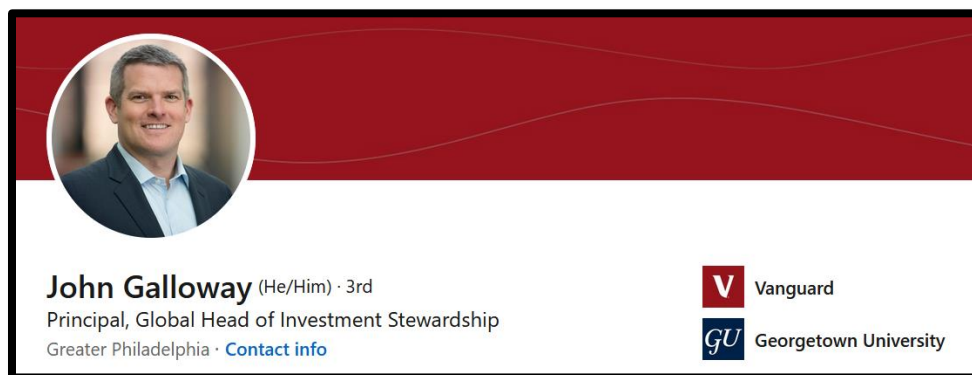 John Galloway (He/Him) · 3rd
Principal, Global Head of Investment Stewardship
Greater Philadelphia · Contact info
V Vanguard
GU Georgetown University